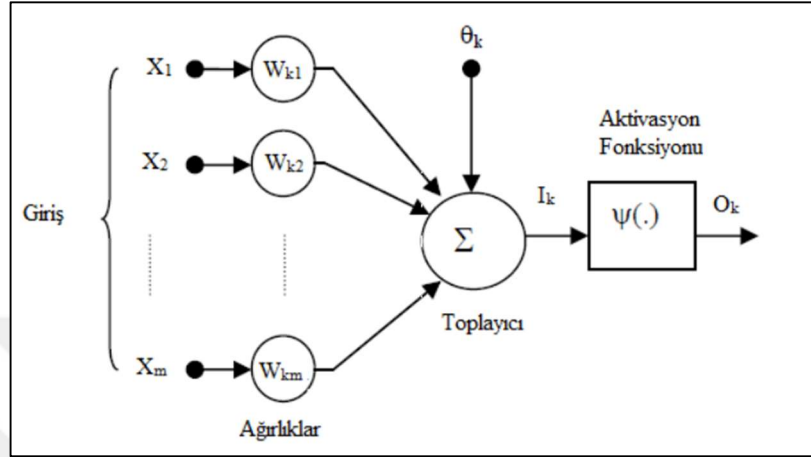 θk
X1
Wk1
Aktivasyon
Fonksiyonu
X2
Wk2
Giriş
Σ
Ik
ψ(.)
Ok
Toplayıcı
Xm
Wkm
Ağırlıklar